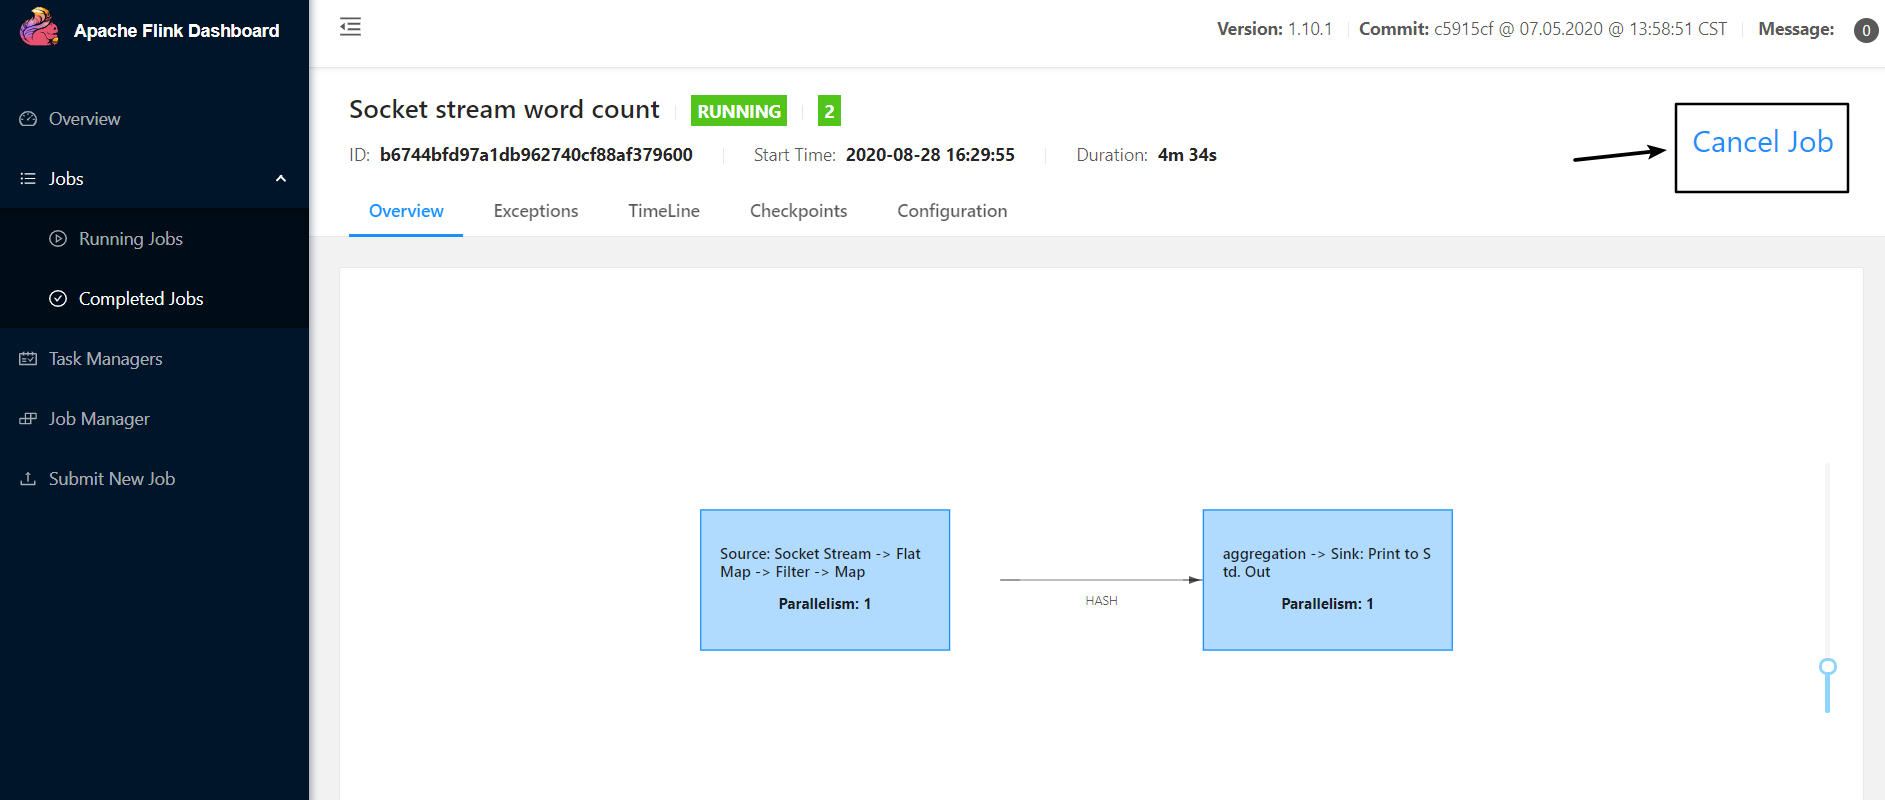 Apache Flink Dashboard
Version: 1.10.1 Commit: c5915cf @ 07.05.2020 @ 13:58:51 CST Message: 0
Overview
Jobs
Running Jobs
Completed Jobs
Task Managers
Job Manager
Submit New Job
Socket stream word count RUNNING 2
ID: b6744bfd97a1db962740cf88af379600 Start Time: 2020-08-28 16:29:55 Duration: 4m 34s
Cancel Job
Overview Exceptions TimeLine Checkpoints Configuration
Source: Socket Stream -> Flat
Map -> Filter -> Map
Parallelism: 1
HASH
aggregation -> Sink: Print to S
td. Out
Parallelism: 1